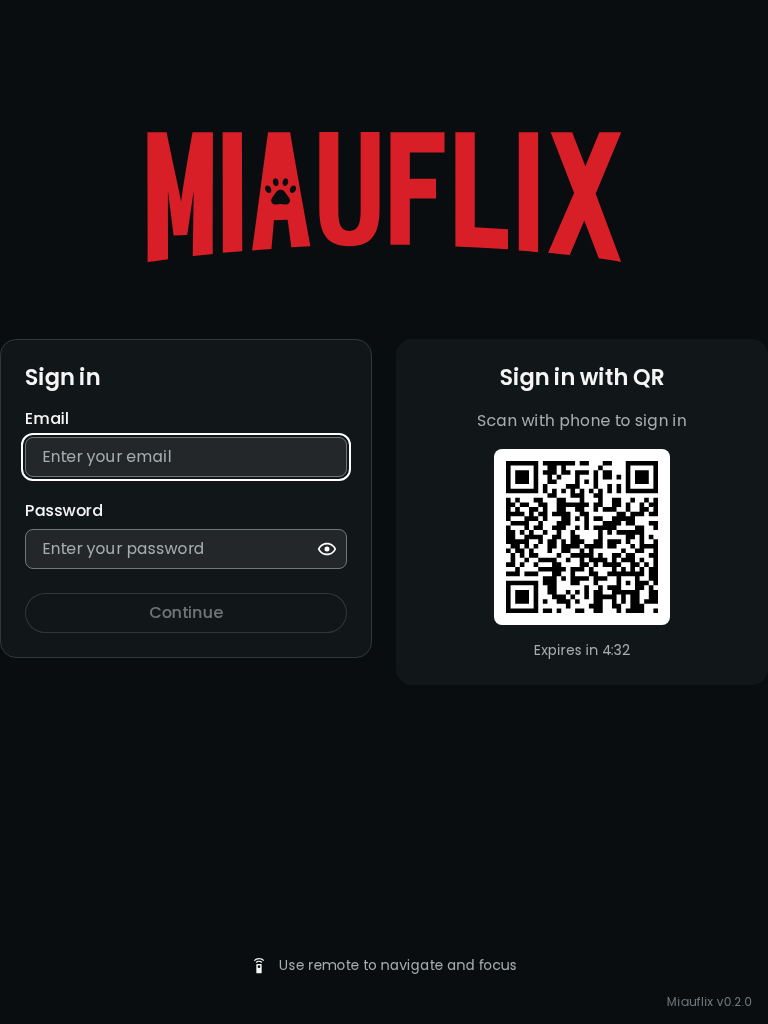 MIAUFLIX
Sign in
Email
Enter your email
Password
Enter your password
Continue
Sign in with QR
Scan with phone to sign in
Expires in 4:32
Use remote to navigate and focus
Miauflix v0.2.0